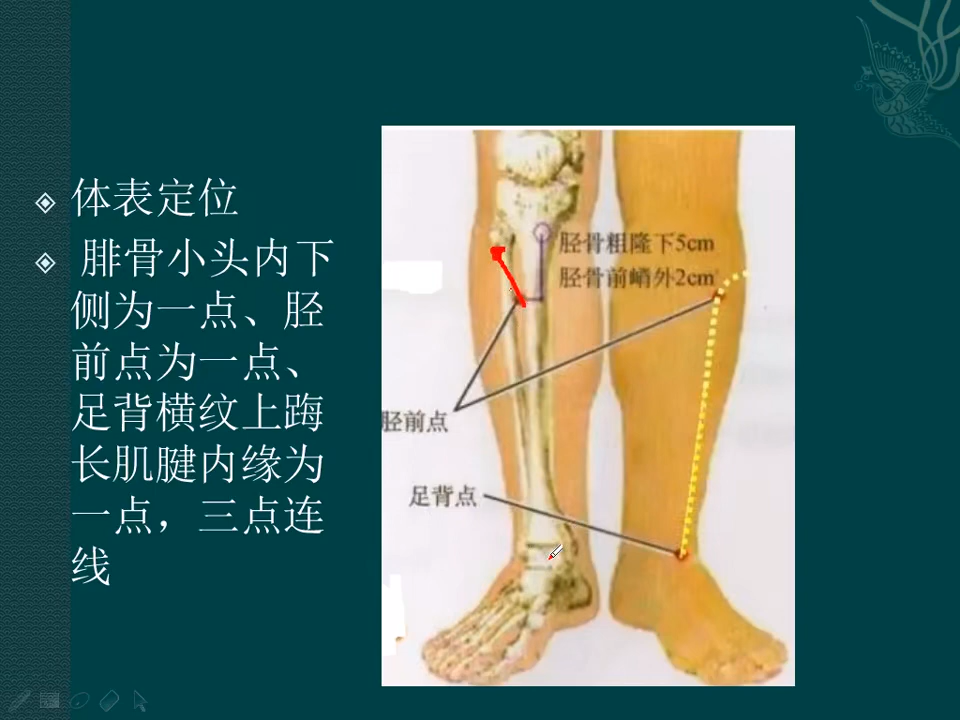 体表定位
腓骨小头内下
侧为一点、胫
前点为一点、
足背横纹上踇
长肌腱内缘为
一点，三点连
线
胫骨粗隆下5cm
胫骨前嵴外2cm
胫前点
足背点